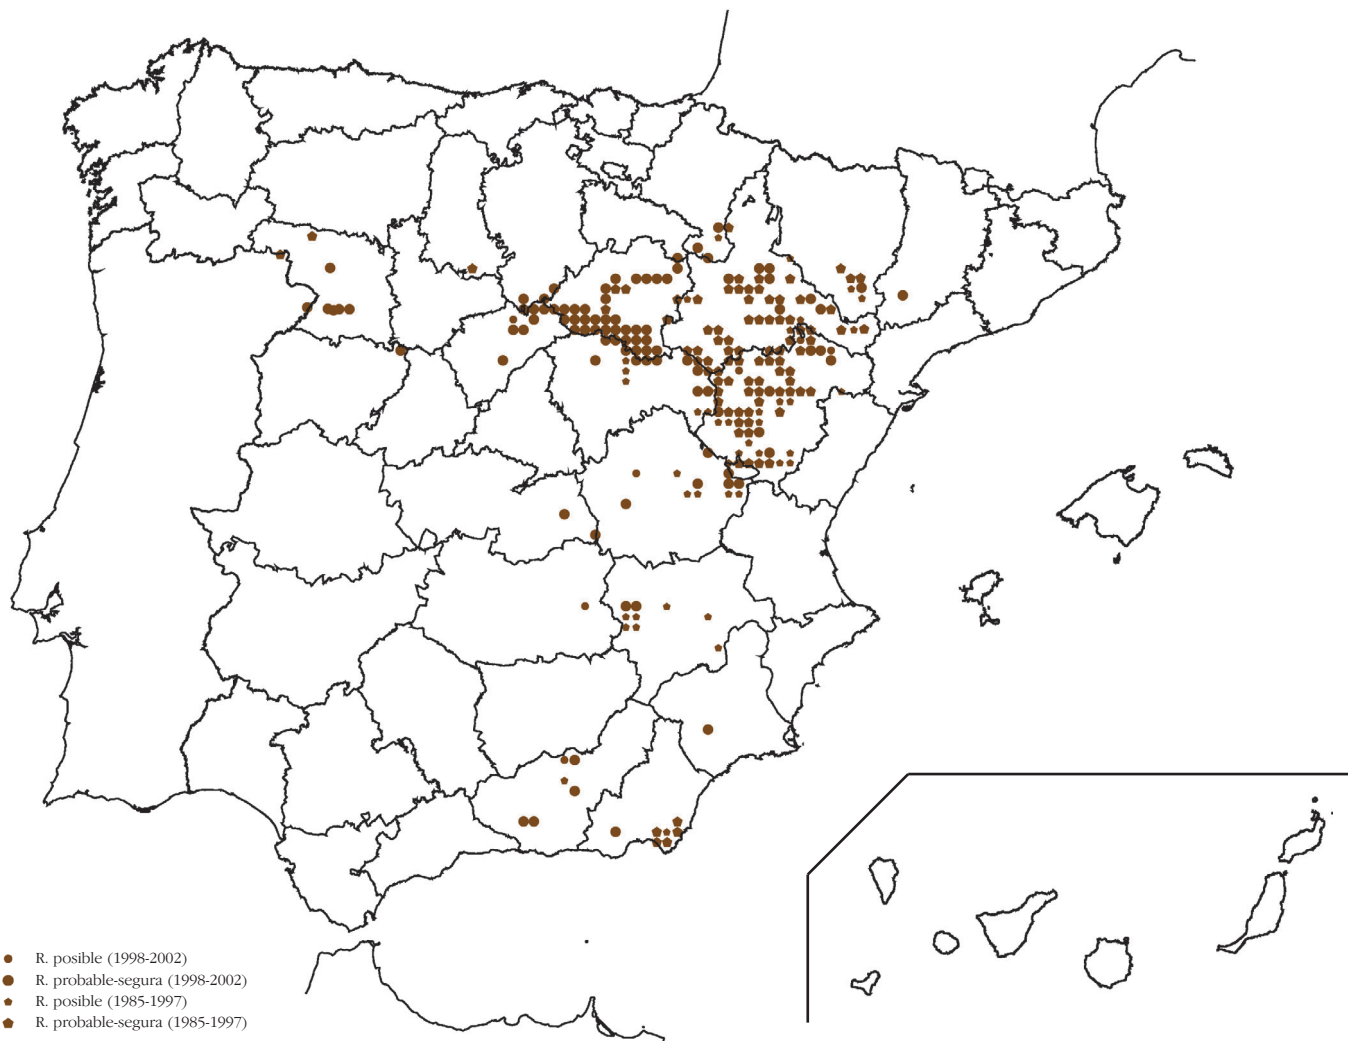 R. posible (1998-2002)
R. probable-segura (1998-2002)
R. posible (1985-1997)
R. probable-segura (1985-1997)